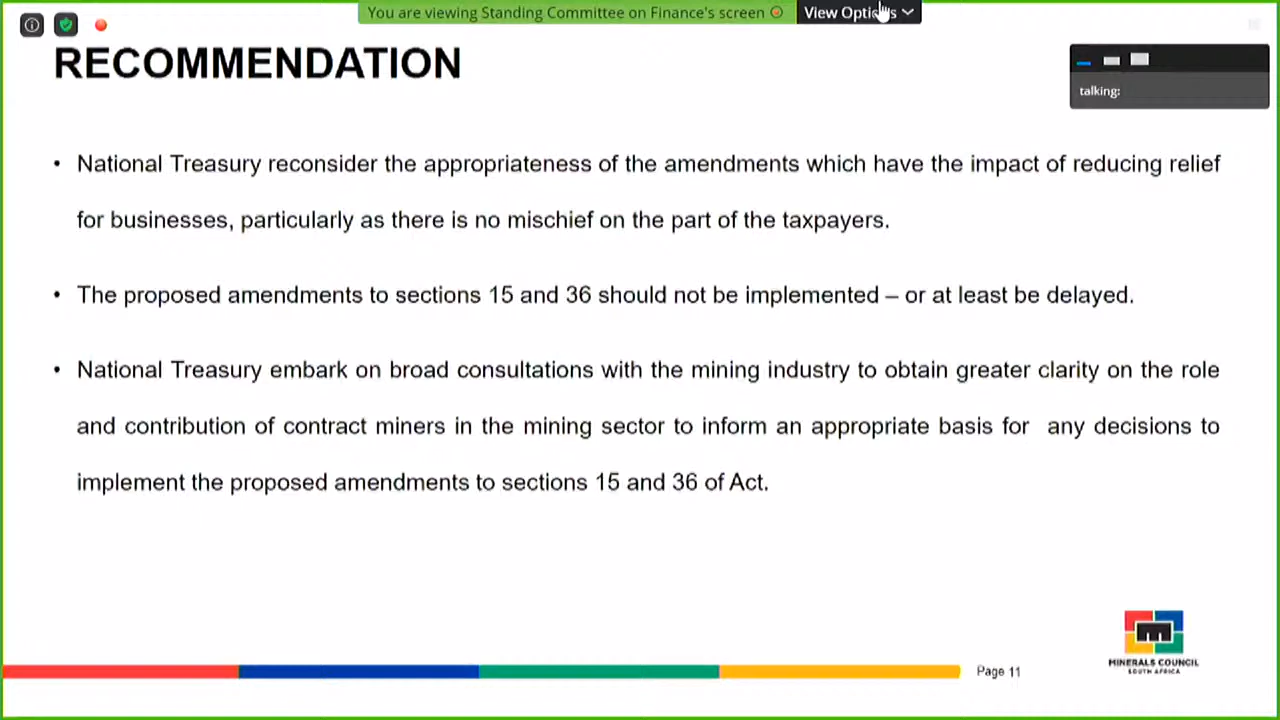 You are viewing Standing Committee on Finance's screen
RECOMMENDATION
talking:
• National Treasury reconsider the appropriateness of the amendments which have the impact of reducing relief
for businesses, particularly as there is no mischief on the part of the taxpayers.
• The proposed amendments to sections 15 and 36 should not be implemented – or at least be delayed.
• National Treasury embark on broad consultations with the mining industry to obtain greater clarity on the role
and contribution of contract miners in the mining sector to inform an appropriate basis for any decisions to
implement the proposed amendments to sections 15 and 36 of Act.
MINERALS COUNCIL
SOUTH AFRICA
Page 11
View